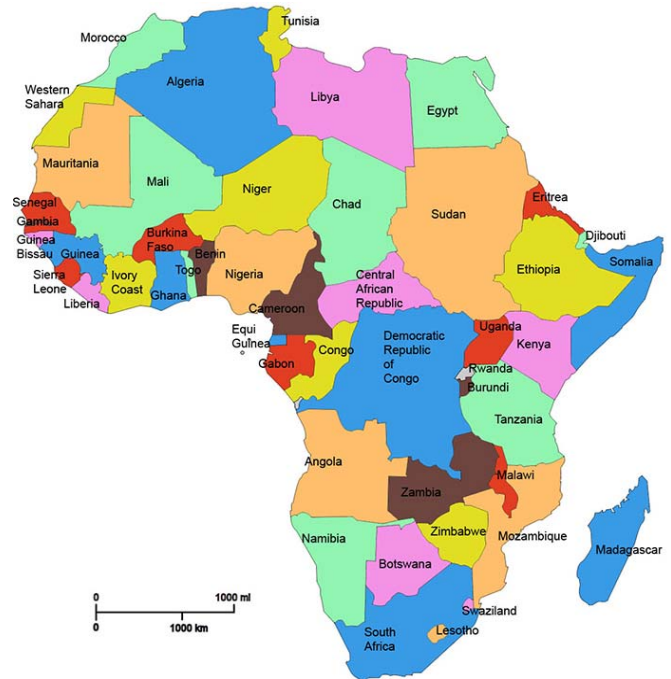 Tunisia
Morocco
Algeria
Western
Sahara
Libya
Egypt
Mauritania
Mali
Niger
Chad
Sudan
Eritrea
Senegal
Gambia
Guinea
Bissau
Guinea
Burkina
Faso
Benin
Djibouti
Somalia
Sierra
Leone
Ivory
Coast
Togo
Nigeria
Ethiopia
Central
African
Republic
Liberia
Ghana
Cameroon
Equi
Guinea
Gabon
Congo
Democratic
Republic
of
Congo
Uganda
Kenya
Rwanda
Burundi
Tanzania
Angola
Malawi
Zambia
Mozambique
Namibia
Zimbabwe
Madagascar
Botswana
0
1000 ml
0
1000 km
Swaziland
South
Africa
Lesotho